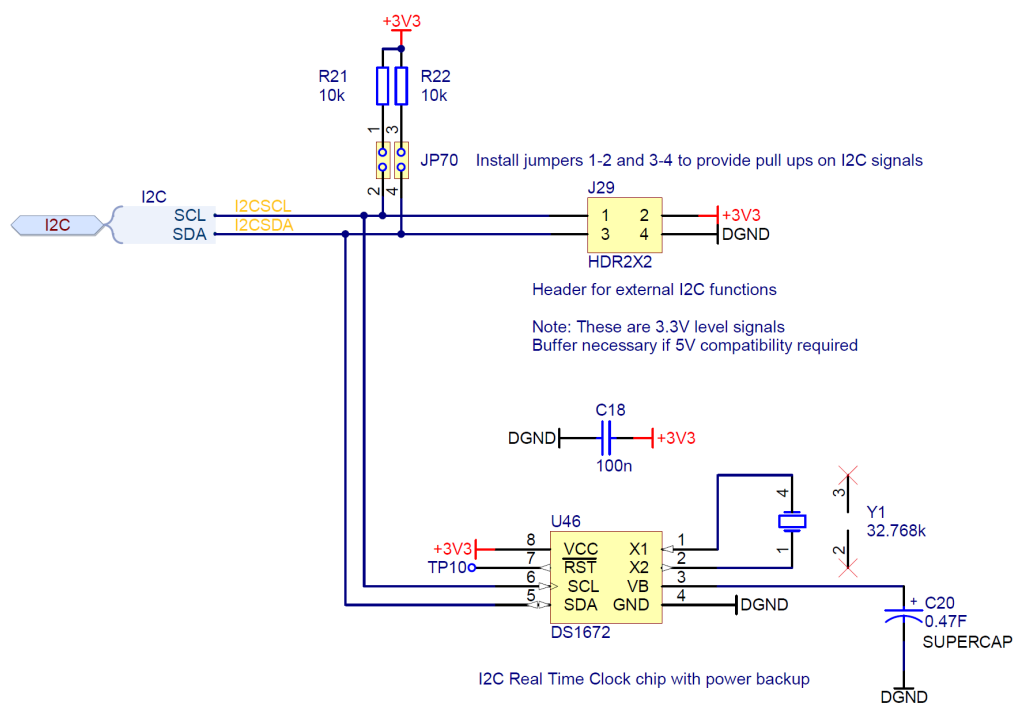 +3V3
R21
10k
R22
10k
1
3
JP70
Install jumpers 1-2 and 3-4 to provide pull ups on I2C signals
2
4
I2C
I2C
SCL
SDA
I2CSCL
I2CSDA
J29
1 2
3 4
+3V3
DGND
HDR2X2
Header for external I2C functions
Note: These are 3.3V level signals
Buffer necessary if 5V compatibility required
C18
DGND
+3V3
100n
U46
+3V3
TP10
8
7
6
5
VCC X1
RST X2
SCL VB
SDA GND
1
2
3
4
DS1672
DGND
4
1
3
2
Y1
32.768k
+
C20
0.47F
SUPERCAP
DGND
I2C Real Time Clock chip with power backup